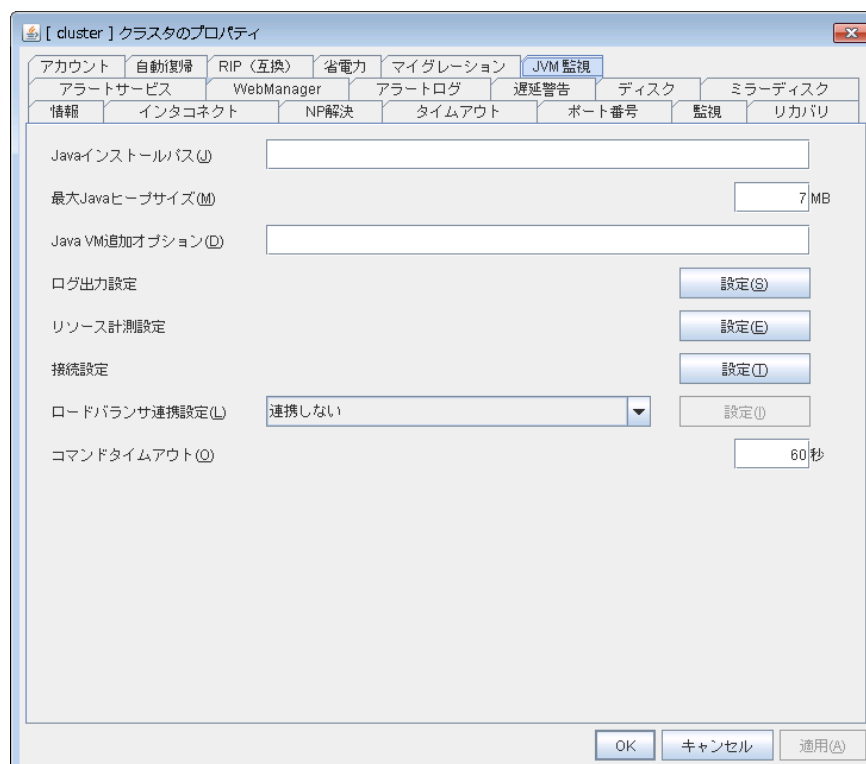 [ cluster ] クラスタのプロパティ
アカウント 自動復帰 RIP（互換） 省電力 マイグレーション JVM 監視
アラートサービス WebManager アラートログ 遅延警告 ディスク ミラーディスク
情報 インタコネクト NP解決 タイムアウト ポート番号 監視 リカバリ
Javaインストールパス(J)
最大Javaヒープサイズ(M) 7 MB
Java VM追加オプション(D)
ログ出力設定 設定(S)
リソース計測設定 設定(E)
接続設定 設定(T)
ロードバランサ連携設定(L) 連携しない 設定(I)
コマンドタイムアウト(O) 60 秒
OK キャンセル 適用(A)